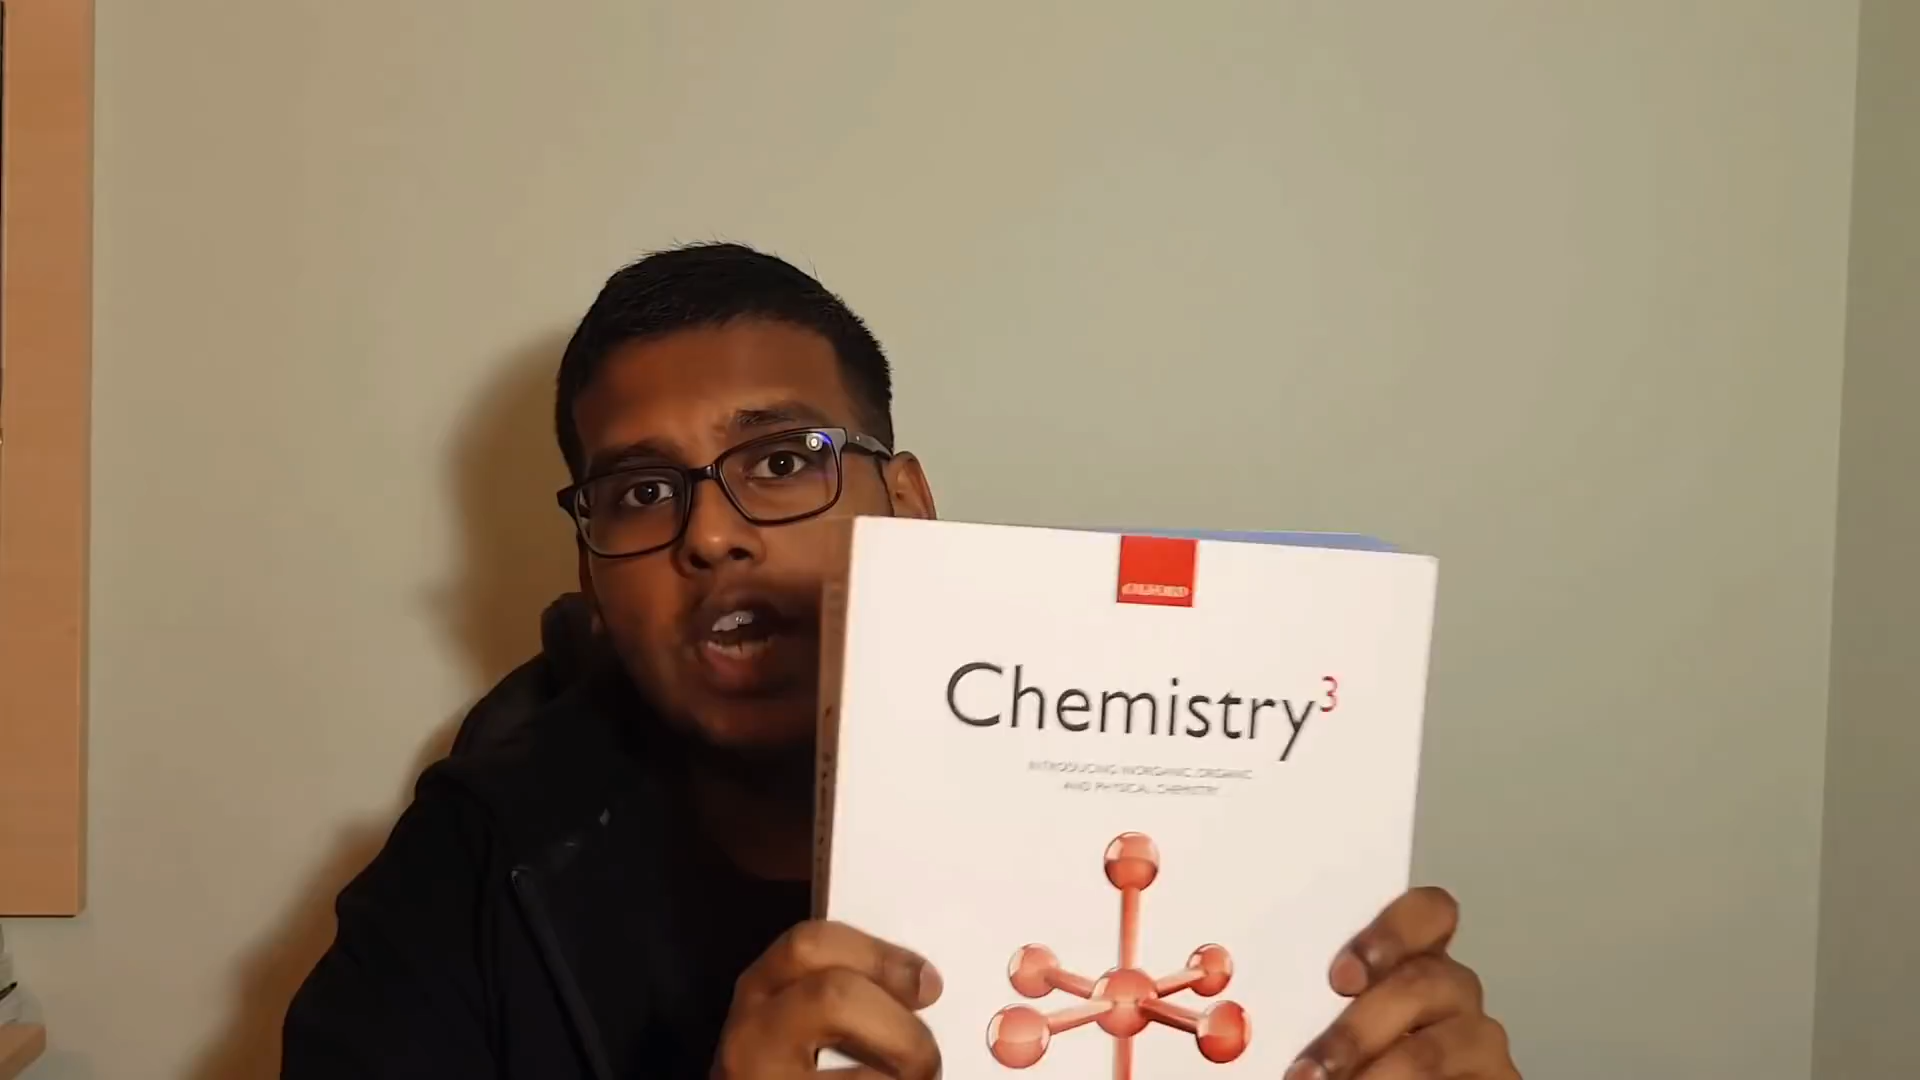 OXFORD
Chemistry³
INTRODUCING INORGANIC, ORGANIC
AND PHYSICAL CHEMISTRY